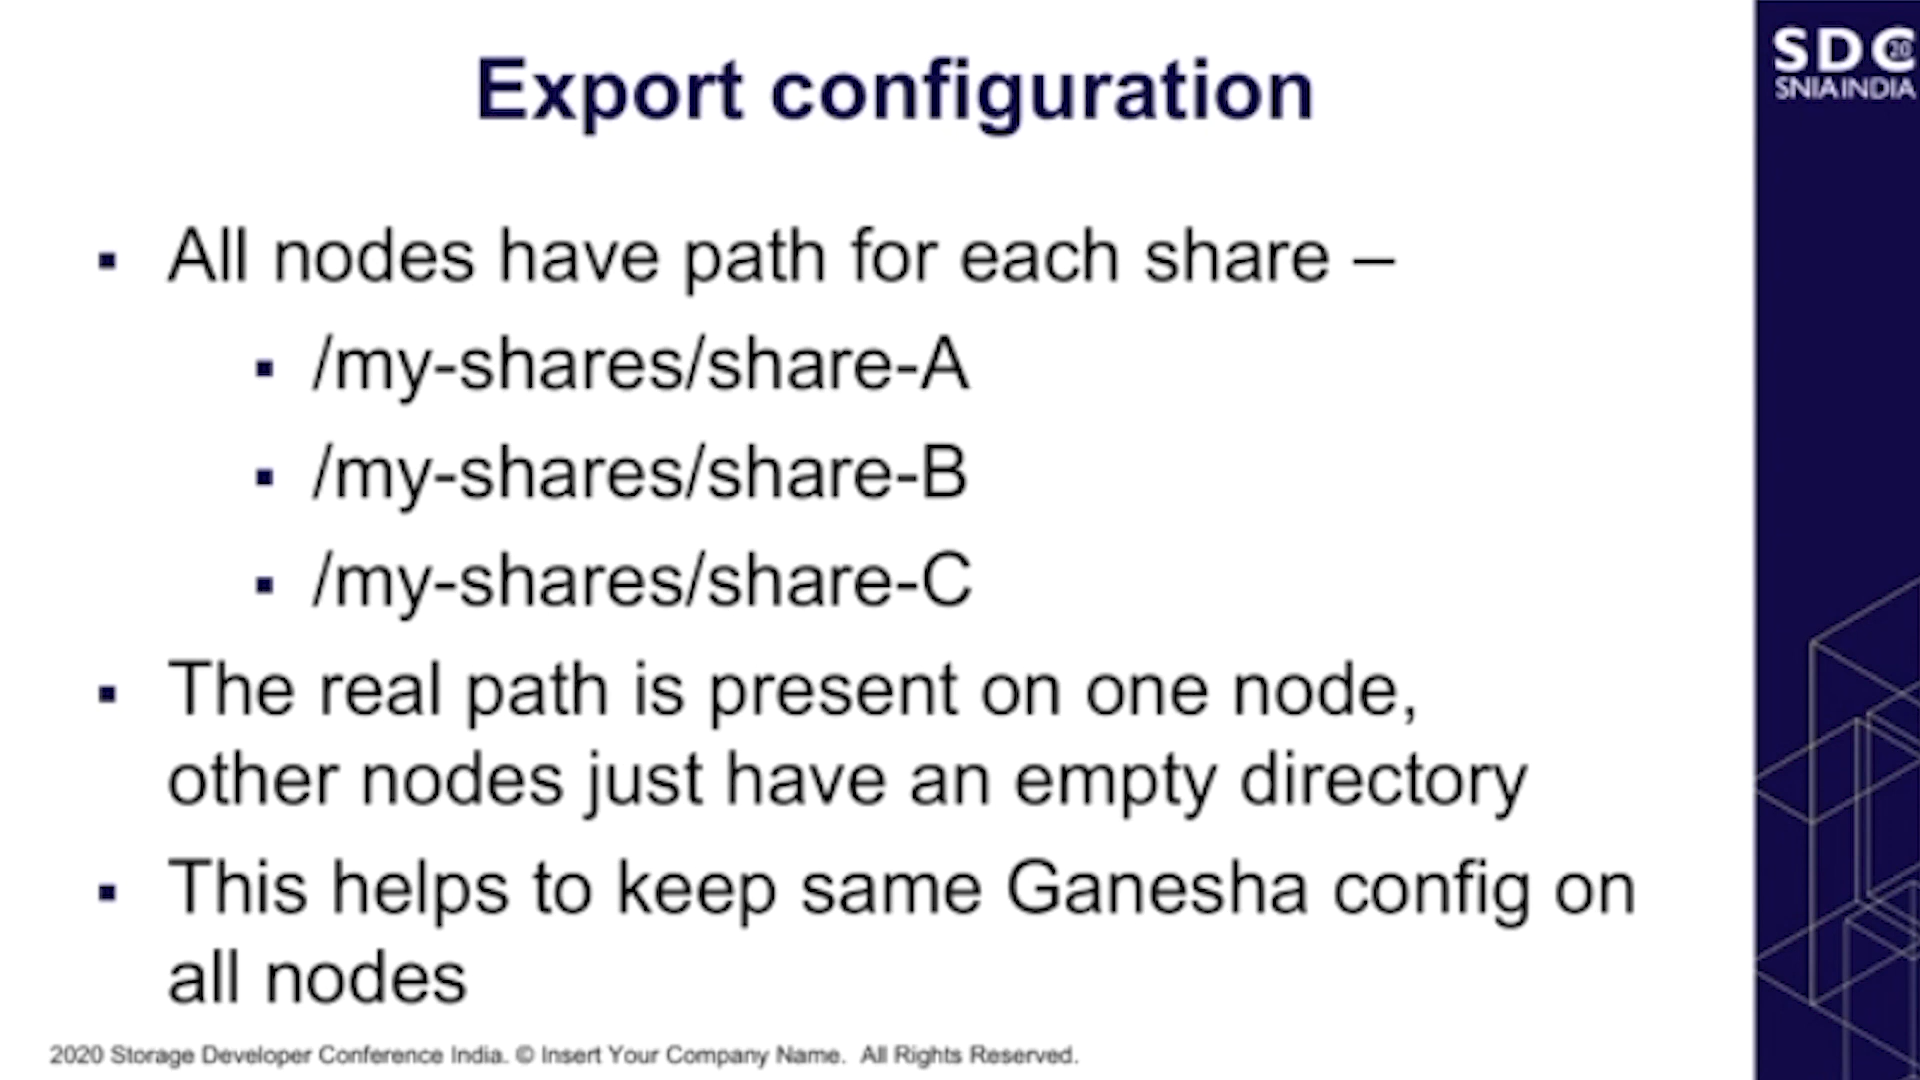 Export configuration
SDC
20
SNIA INDIA
▪ All nodes have path for each share –
▪ /my-shares/share-A
▪ /my-shares/share-B
▪ /my-shares/share-C
▪ The real path is present on one node,
other nodes just have an empty directory
▪ This helps to keep same Ganesha config on
all nodes
2020 Storage Developer Conference India. © Insert Your Company Name. All Rights Reserved.